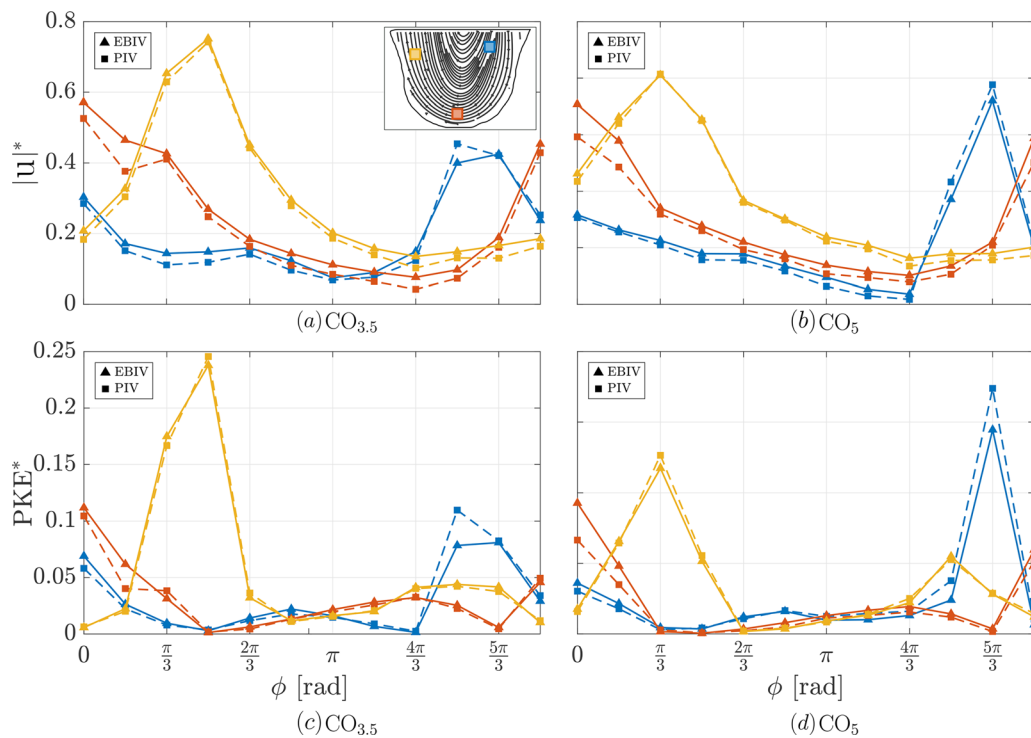 0.8
0.6
0.4
0.2
0
|u|*
EBIV
PIV
EBIV
PIV
(a) CO3.5
(b) CO5
0.25
0.2
0.15
0.1
0.05
0
PKE*
EBIV
PIV
EBIV
PIV
0 π/3 2π/3 π 4π/3 5π/3
0 π/3 2π/3 π 4π/3 5π/3
ϕ [rad]
ϕ [rad]
(c) CO3.5
(d) CO5